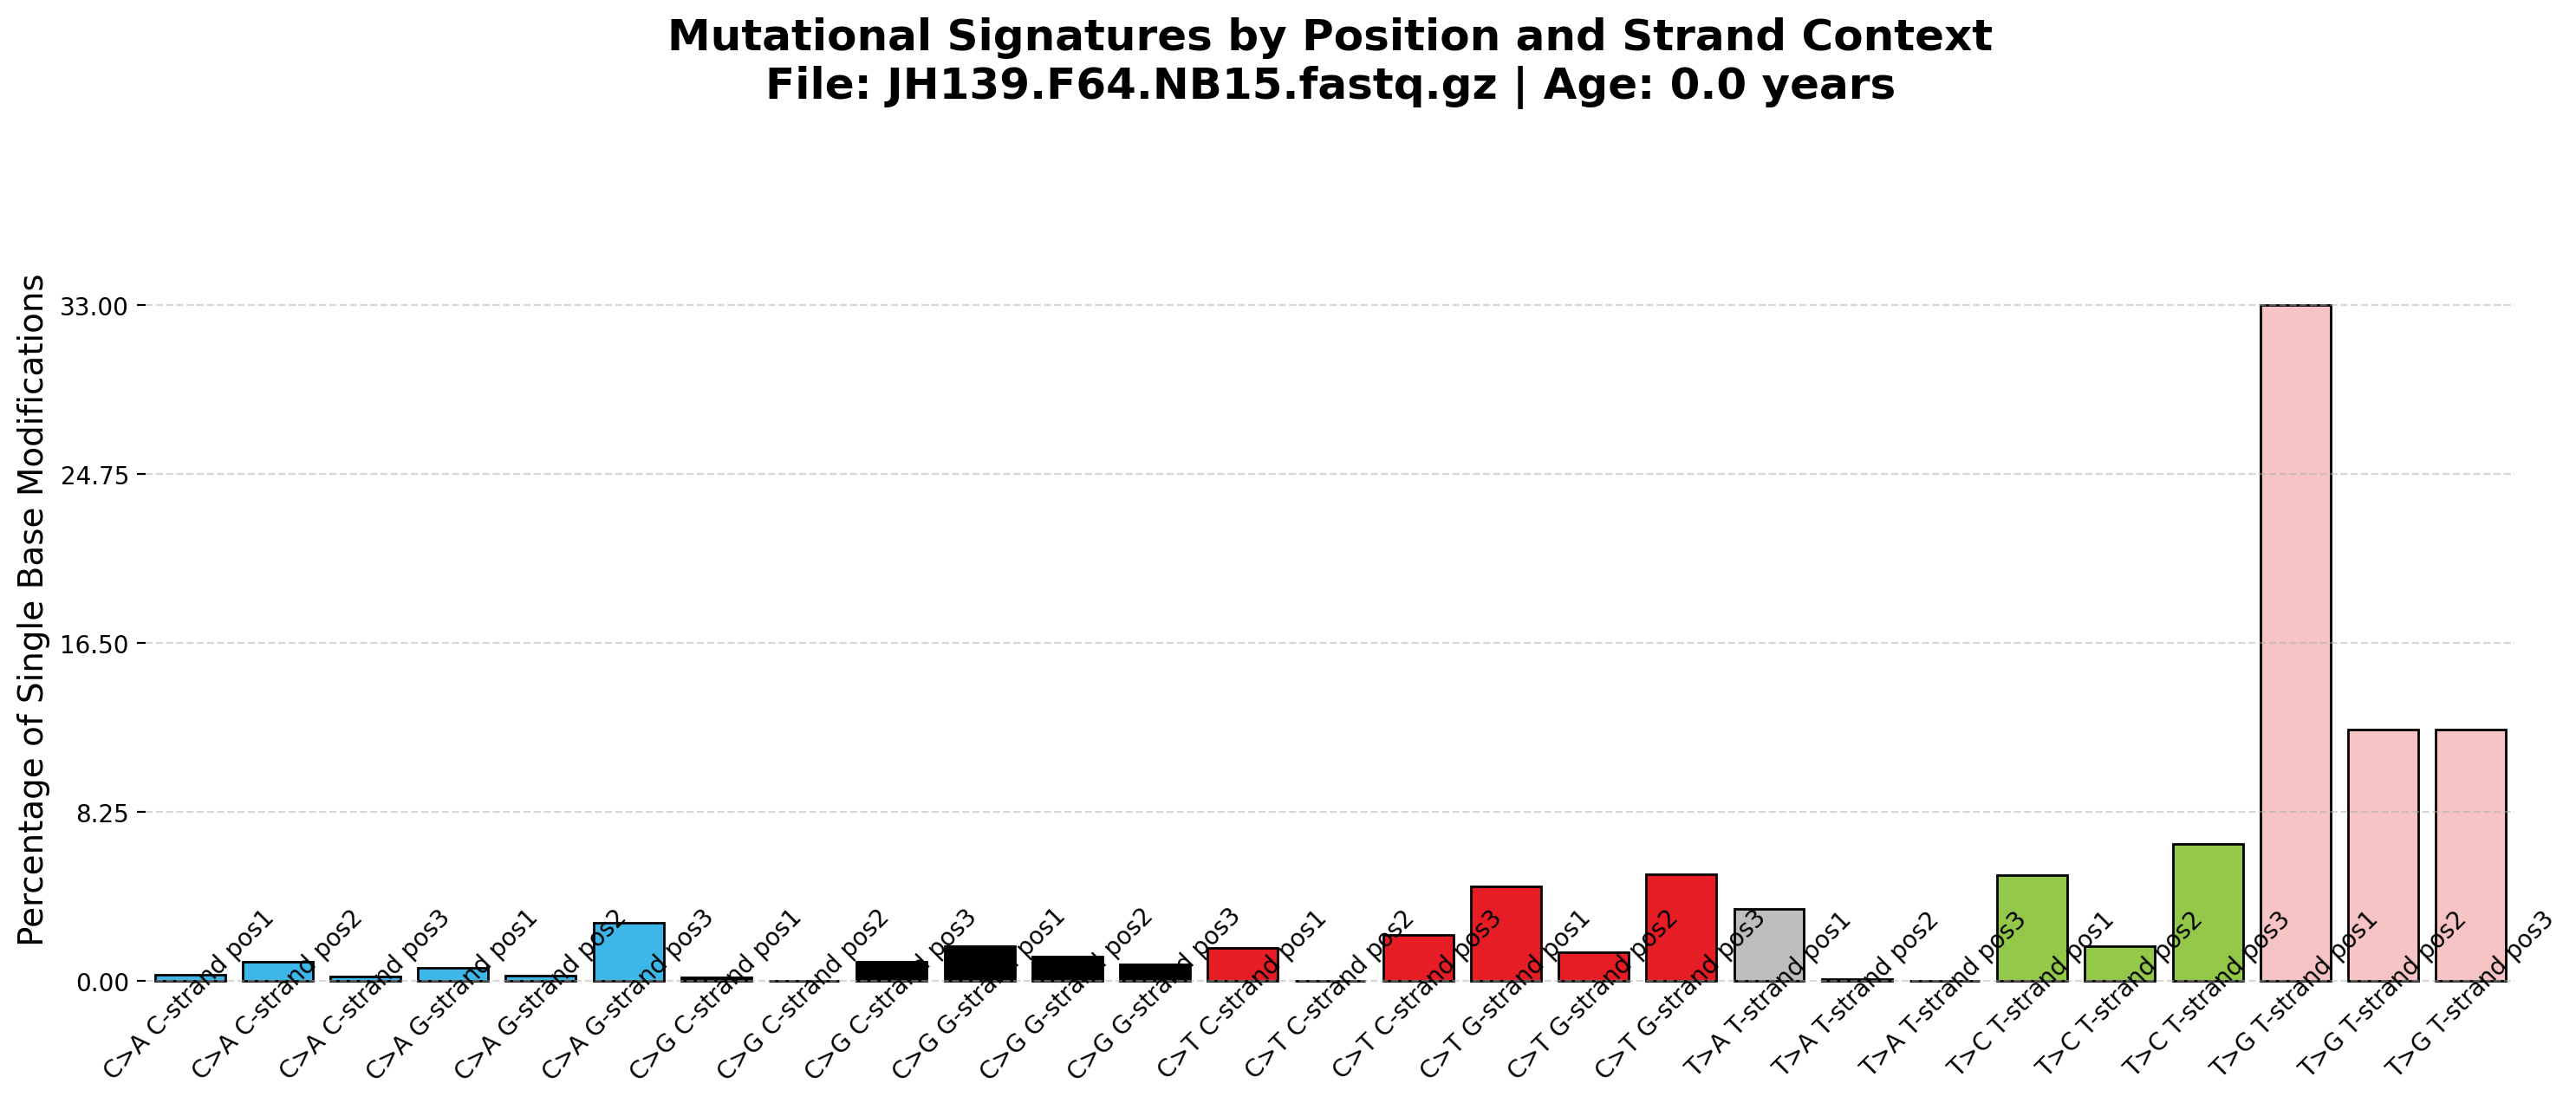 Mutational Signatures by Position and Strand Context
File: JH139.F64.NB15.fastq.gz | Age: 0.0 years
Percentage of Single Base Modifications
33.00
24.75
16.50
8.25
0.00
C>A C-strand pos1
C>A C-strand pos2
C>A C-strand pos3
C>A G-strand pos1
C>A G-strand pos2
C>A G-strand pos3
C>G C-strand pos1
C>G C-strand pos2
C>G C-strand pos3
C>G G-strand pos1
C>G G-strand pos2
C>G G-strand pos3
C>T C-strand pos1
C>T C-strand pos2
C>T C-strand pos3
C>T G-strand pos1
C>T G-strand pos2
C>T G-strand pos3
T>A T-strand pos1
T>A T-strand pos2
T>A T-strand pos3
T>C T-strand pos1
T>C T-strand pos2
T>C T-strand pos3
T>G T-strand pos1
T>G T-strand pos2
T>G T-strand pos3